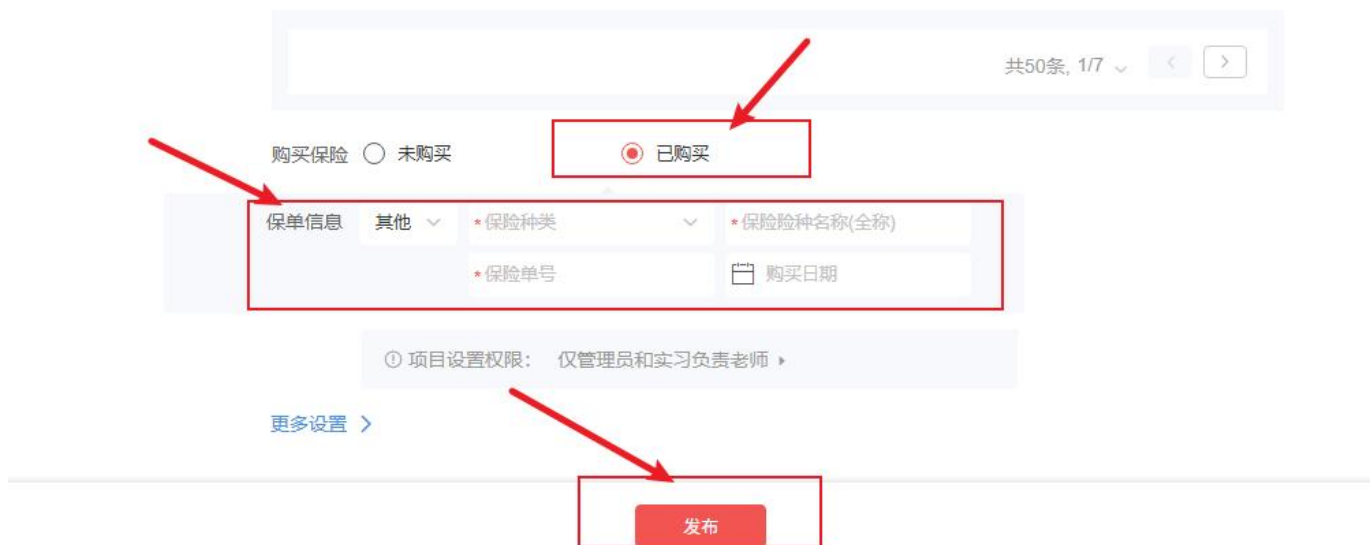 共50条, 1/7
购买保险 未购买 已购买
保单信息 其他 *保险种类 *保险险种名称(全称)
*保险单号 购买日期
项目设置权限： 仅管理员和实习负责老师
更多设置
发布